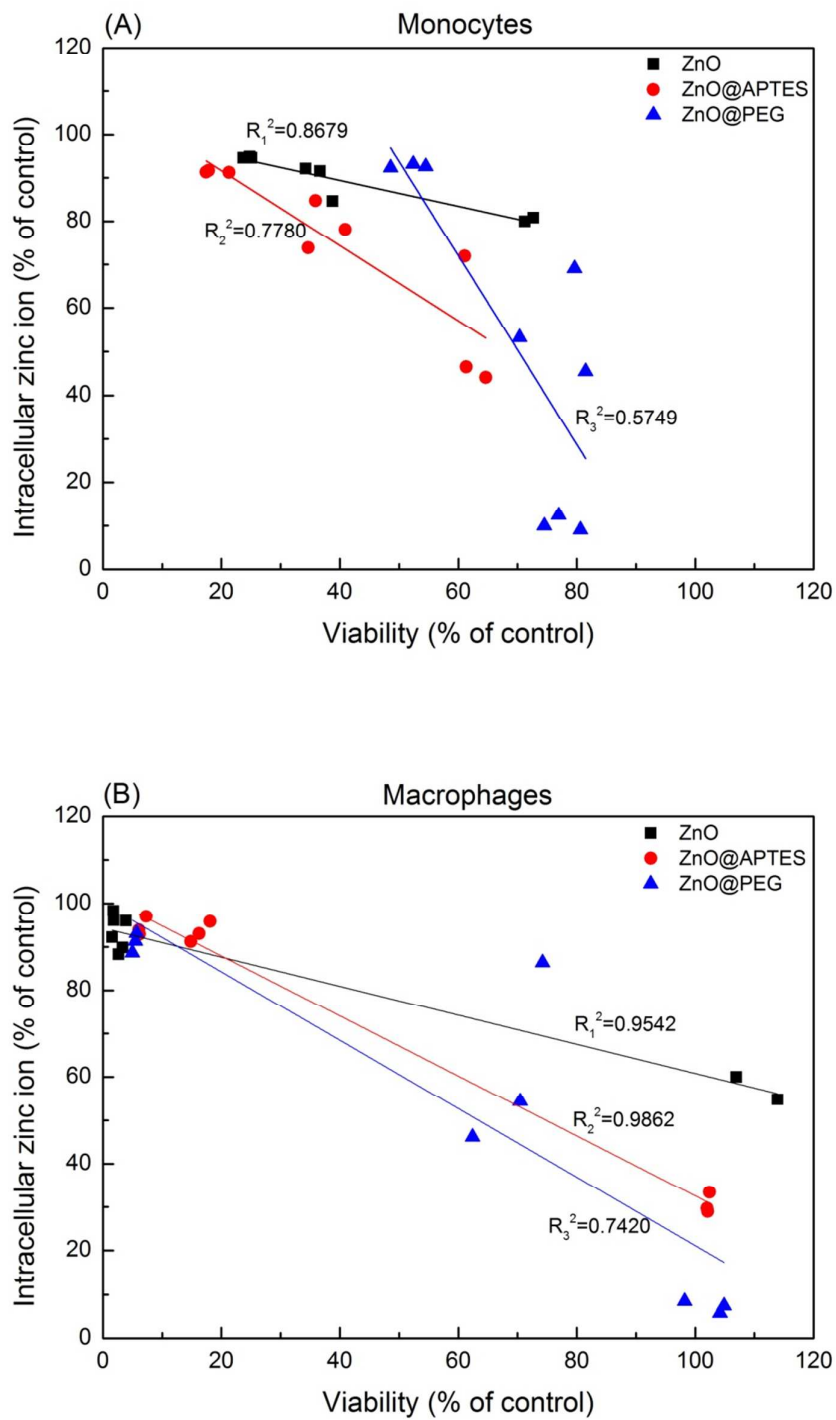 (A) Monocytes
120
100
80
60
40
20
0
Intracellular zinc ion (% of control)
ZnO
ZnO@APTES
ZnO@PEG
R₁²=0.8679
R₂²=0.7780
R₃²=0.5749
0 20 40 60 80 100 120
Viability (% of control)
(B) Macrophages
120
100
80
60
40
20
0
Intracellular zinc ion (% of control)
ZnO
ZnO@APTES
ZnO@PEG
R₁²=0.9542
R₂²=0.9862
R₃²=0.7420
0 20 40 60 80 100 120
Viability (% of control)